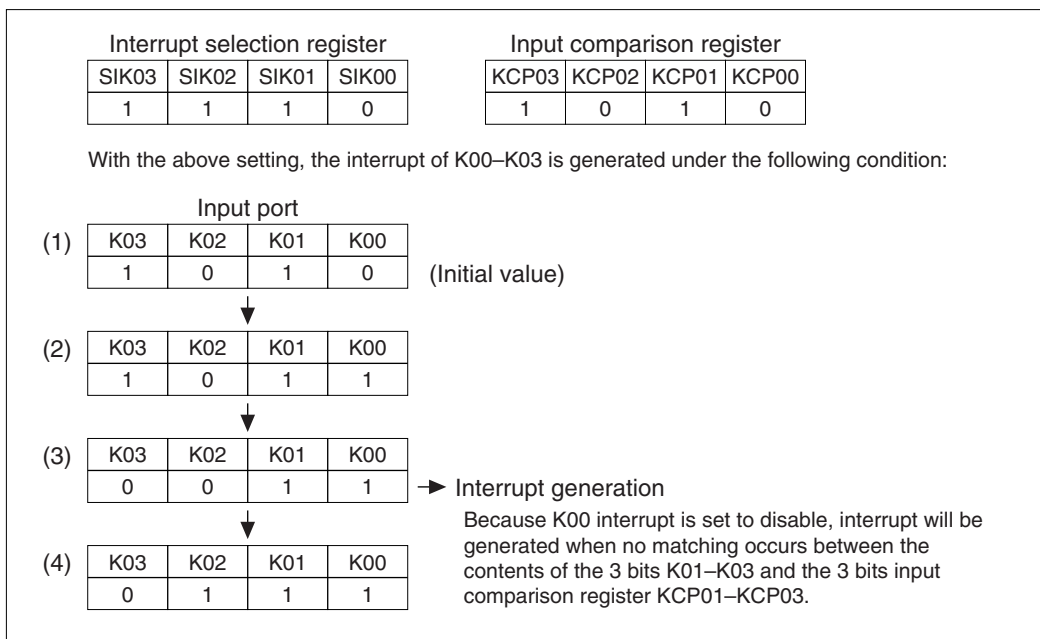 Interrupt selection register
SIK03 SIK02 SIK01 SIK00
1 1 1 0
Input comparison register
KCP03 KCP02 KCP01 KCP00
1 0 1 0
With the above setting, the interrupt of K00–K03 is generated under the following condition:
Input port
(1) K03 K02 K01 K00
1 0 1 0 (Initial value)
(2) K03 K02 K01 K00
1 0 1 1
(3) K03 K02 K01 K00
0 0 1 1 Interrupt generation
Because K00 interrupt is set to disable, interrupt will be
generated when no matching occurs between the
contents of the 3 bits K01–K03 and the 3 bits input
comparison register KCP01–KCP03.
(4) K03 K02 K01 K00
0 1 1 1